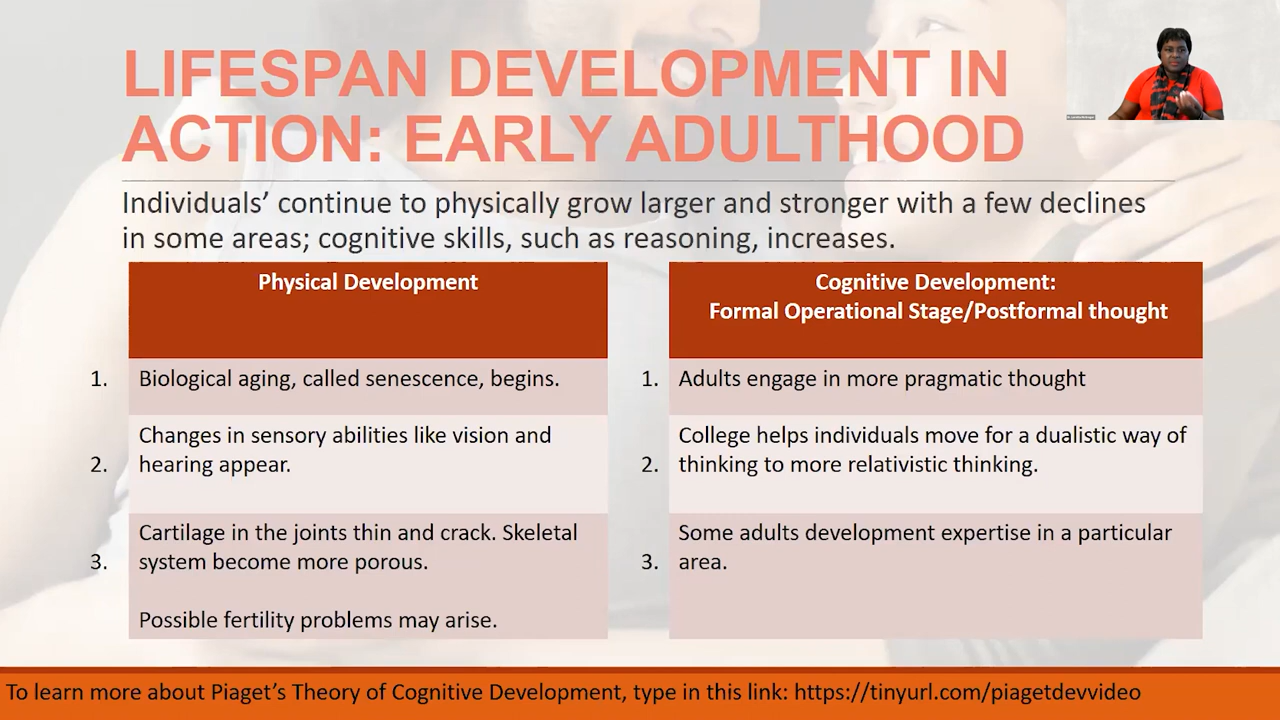 LIFESPAN DEVELOPMENT IN
ACTION: EARLY ADULTHOOD
Individuals’ continue to physically grow larger and stronger with a few declines
in some areas; cognitive skills, such as reasoning, increases.
Physical Development
1. Biological aging, called senescence, begins.
Changes in sensory abilities like vision and
2. hearing appear.
Cartilage in the joints thin and crack. Skeletal
3. system become more porous.
Possible fertility problems may arise.
Cognitive Development:
Formal Operational Stage/Postformal thought
1. Adults engage in more pragmatic thought
College helps individuals move for a dualistic way of
2. thinking to more relativistic thinking.
Some adults development expertise in a particular
3. area.
To learn more about Piaget’s Theory of Cognitive Development, type in this link: https://tinyurl.com/piagetdevvideo